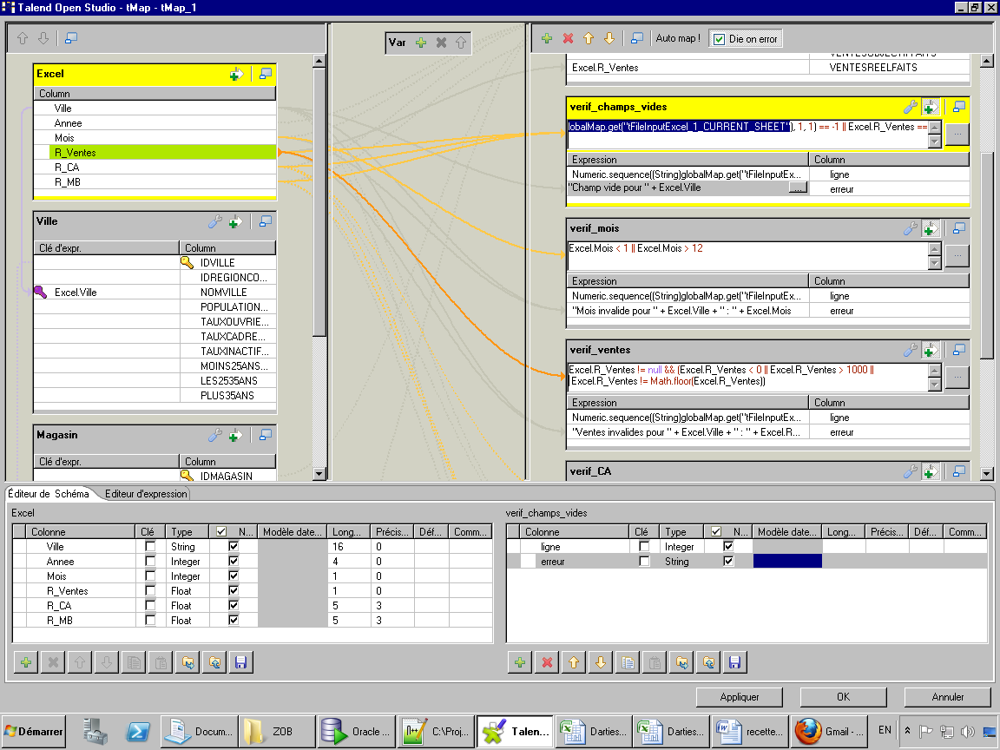 Talend Open Studio - tMap - tMap_1
Var
Auto map !
Die on error
Excel
Column
Ville
Annee
Mois
R_Ventes
R_CA
R_MB
Ville
Clé d'expr.
Column
IDVILLE
IDREGIONCO...
Excel.Ville
NOMVILLE
POPULATION...
TAUXOUVRIE...
TAUXCADRE...
TAUXINACTIF...
MOINS25ANS...
LES2535ANS
PLUS35ANS
Magasin
Clé d'expr.
Column
IDMAGASIN
Excel.R_Ventes
VENTESREELFAITS
verif_champs_vides
lobalMap.get("tFileInputExcel_1_CURRENT_SHEET"), 1, 1) == -1 || Excel.R_Ventes ==
...
Expression
Column
Numeric.sequence((String)globalMap.get("tFileInputEx...
ligne
"Champ vide pour " + Excel.Ville
...
erreur
verif_mois
Excel.Mois < 1 || Excel.Mois > 12
...
Expression
Column
Numeric.sequence((String)globalMap.get("tFileInputEx...
ligne
"Mois invalide pour " + Excel.Ville + " : " + Excel.Mois
erreur
verif_ventes
Excel.R_Ventes != null && (Excel.R_Ventes < 0 || Excel.R_Ventes > 1000 ||
Excel.R_Ventes != Math.floor(Excel.R_Ventes))
...
Expression
Column
Numeric.sequence((String)globalMap.get("tFileInputEx...
ligne
"Ventes invalides pour " + Excel.Ville + " : " + Excel.R...
erreur
verif_CA
Éditeur de Schéma
Editeur d'expression
Excel
Colonne Clé Type N... Modèle date... Long... Précis... Déf... Comm...
Ville String 16 0
Annee Integer 4 0
Mois Integer 1 0
R_Ventes Float 1 0
R_CA Float 5 3
R_MB Float 5 3
verif_champs_vides
Colonne Clé Type N... Modèle date... Long... Précis... Déf... Comm...
ligne Integer
erreur String
Appliquer
OK
Annuler
Démarrer
Docum...
ZOB
Oracle ...
C:\Proj...
Talen...
Darties...
Darties...
recette...
Gmail - ...
EN